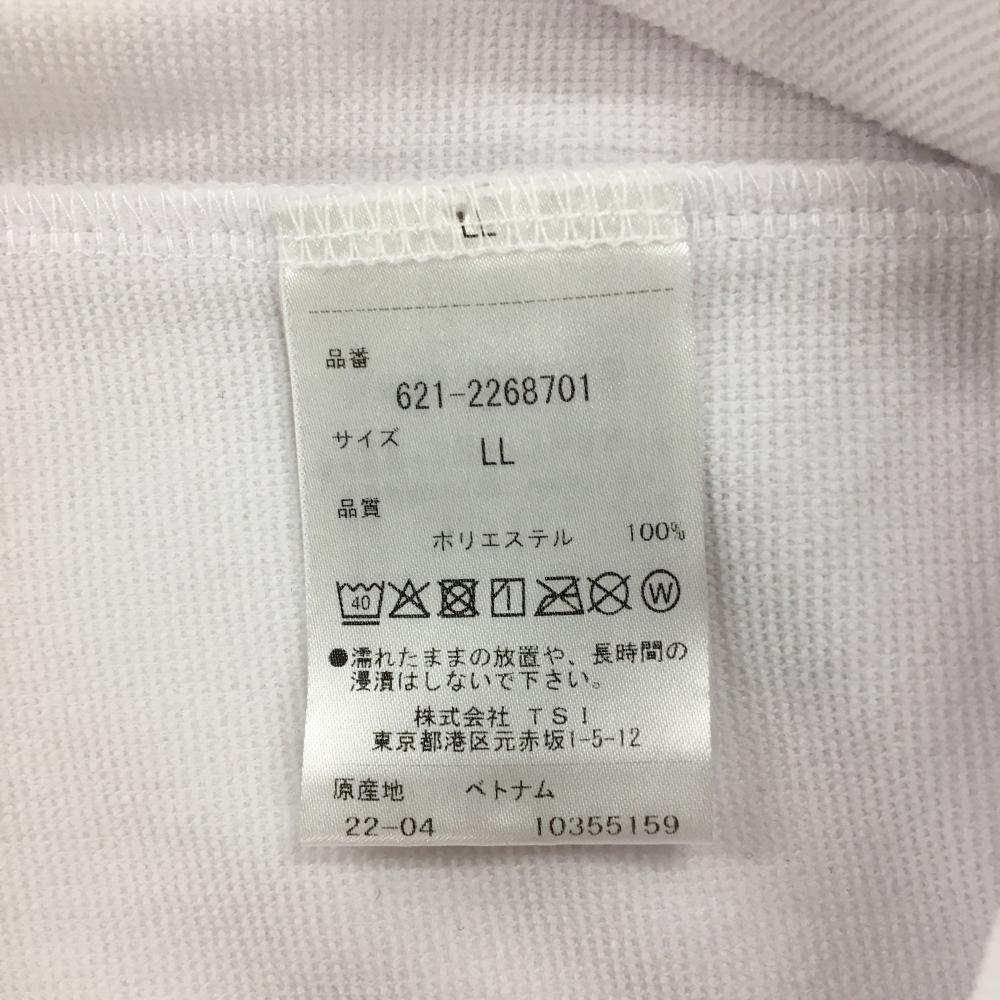 LL
品番
621-2268701
サイズ
LL
品質
ポリエステル 100%
40
W
●濡れたままの放置や、長時間の
浸漬はしないで下さい。
株式会社 TSI
東京都港区元赤坂1-5-12
原産地 ベトナム
22-04 10355159